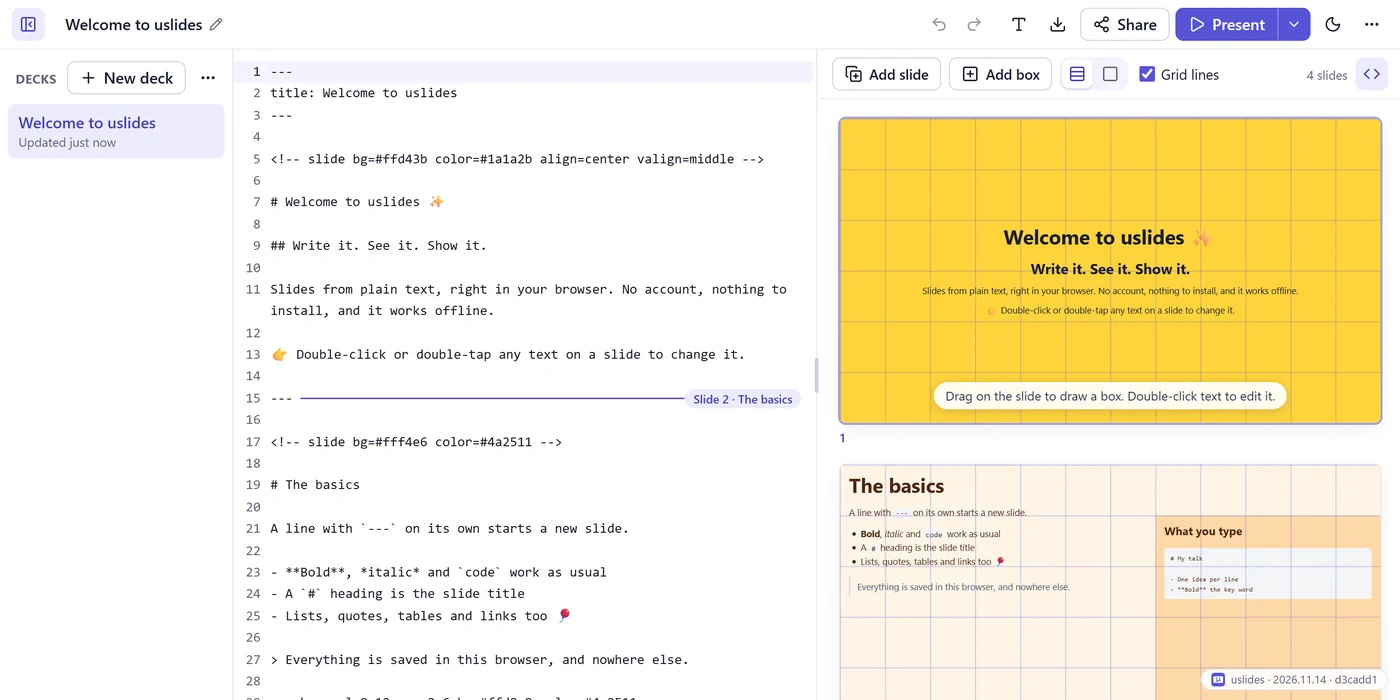 Welcome to uslides
Share
Present
DECKS
New deck
Welcome to uslides
Updated just now
1 ---
2 title: Welcome to uslides
3 ---
4
5 <!-- slide bg=#ffd43b color=#1a1a2b align=center valign=middle -->
6
7 # Welcome to uslides ✨
8
9 ## Write it. See it. Show it.
10
11 Slides from plain text, right in your browser. No account, nothing to
install, and it works offline.
12
13 👉 Double-click or double-tap any text on a slide to change it.
14
15 ---
Slide 2 · The basics
16
17 <!-- slide bg=#fff4e6 color=#4a2511 -->
18
19 # The basics
20
21 A line with `---` on its own starts a new slide.
22
23 - **Bold**, *italic* and `code` work as usual
24 - A `#` heading is the slide title
25 - Lists, quotes, tables and links too 🏓
26
27 > Everything is saved in this browser, and nowhere else.
28
Add slide
Add box
Grid lines
4 slides
Welcome to uslides ✨
Write it. See it. Show it.
Slides from plain text, right in your browser. No account, nothing to install, and it works offline.
👉 Double-click or double-tap any text on a slide to change it.
Drag on the slide to draw a box. Double-click text to edit it.
1
The basics
A line with --- on its own starts a new slide.
• Bold, italic and code work as usual
• A # heading is the slide title
• Lists, quotes, tables and links too 🏓
Everything is saved in this browser, and nowhere else.
What you type
# My talk
- One idea per line
- **Bold** the key word
uslides · 2026.11.14 · d3cadd1